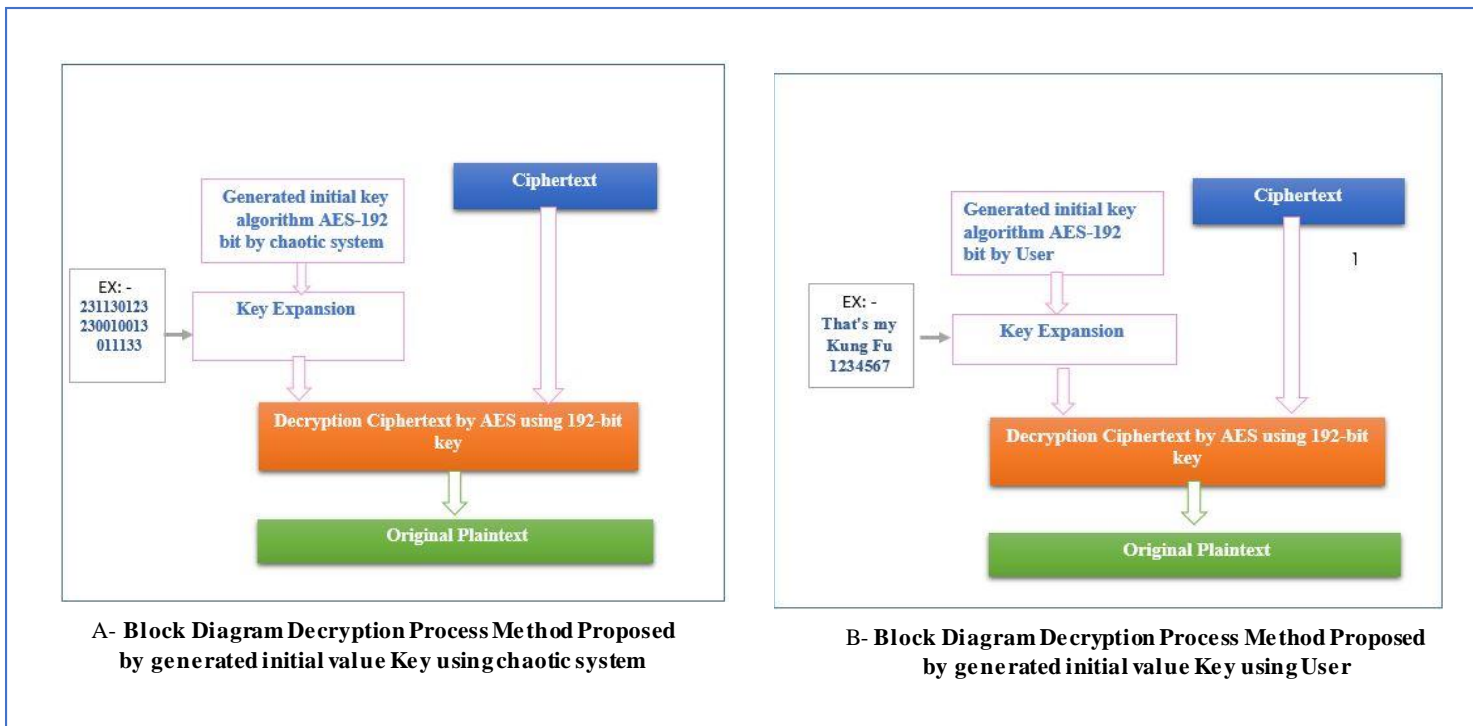 Ciphertext
Generated initial key
algorithm AES-192
bit by chaotic system
EX: -
231130123
230010013
011133
Key Expansion
Decryption Ciphertext by AES using 192-bit
key
Original Plaintext
A- Block Diagram Decryption Process Method Proposed
by generated initial value Key using chaotic system
Ciphertext
Generated initial key
algorithm AES-192
bit by User
1
EX: -
That's my
Kung Fu
1234567
Key Expansion
Decryption Ciphertext by AES using 192-bit
key
Original Plaintext
B- Block Diagram Decryption Process Method Proposed
by generated initial value Key using User